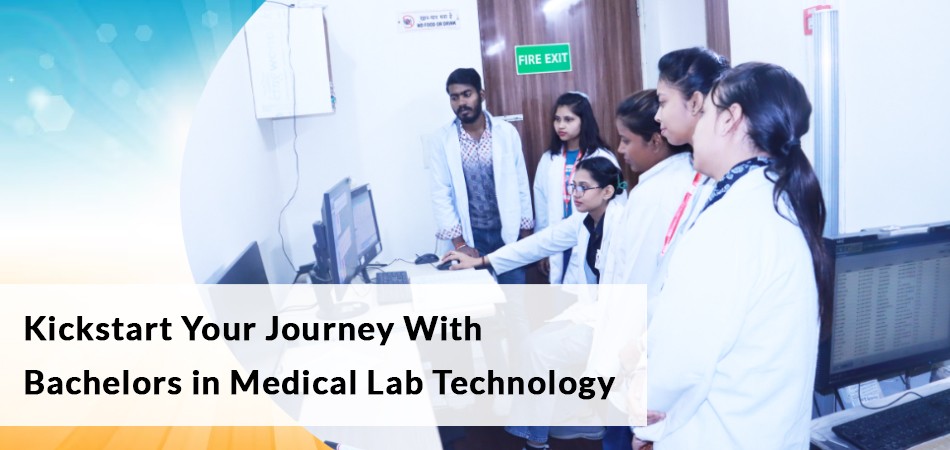 NO FOOD OR DRINK
FIRE EXIT
Kickstart Your Journey With
Bachelors in Medical Lab Technology